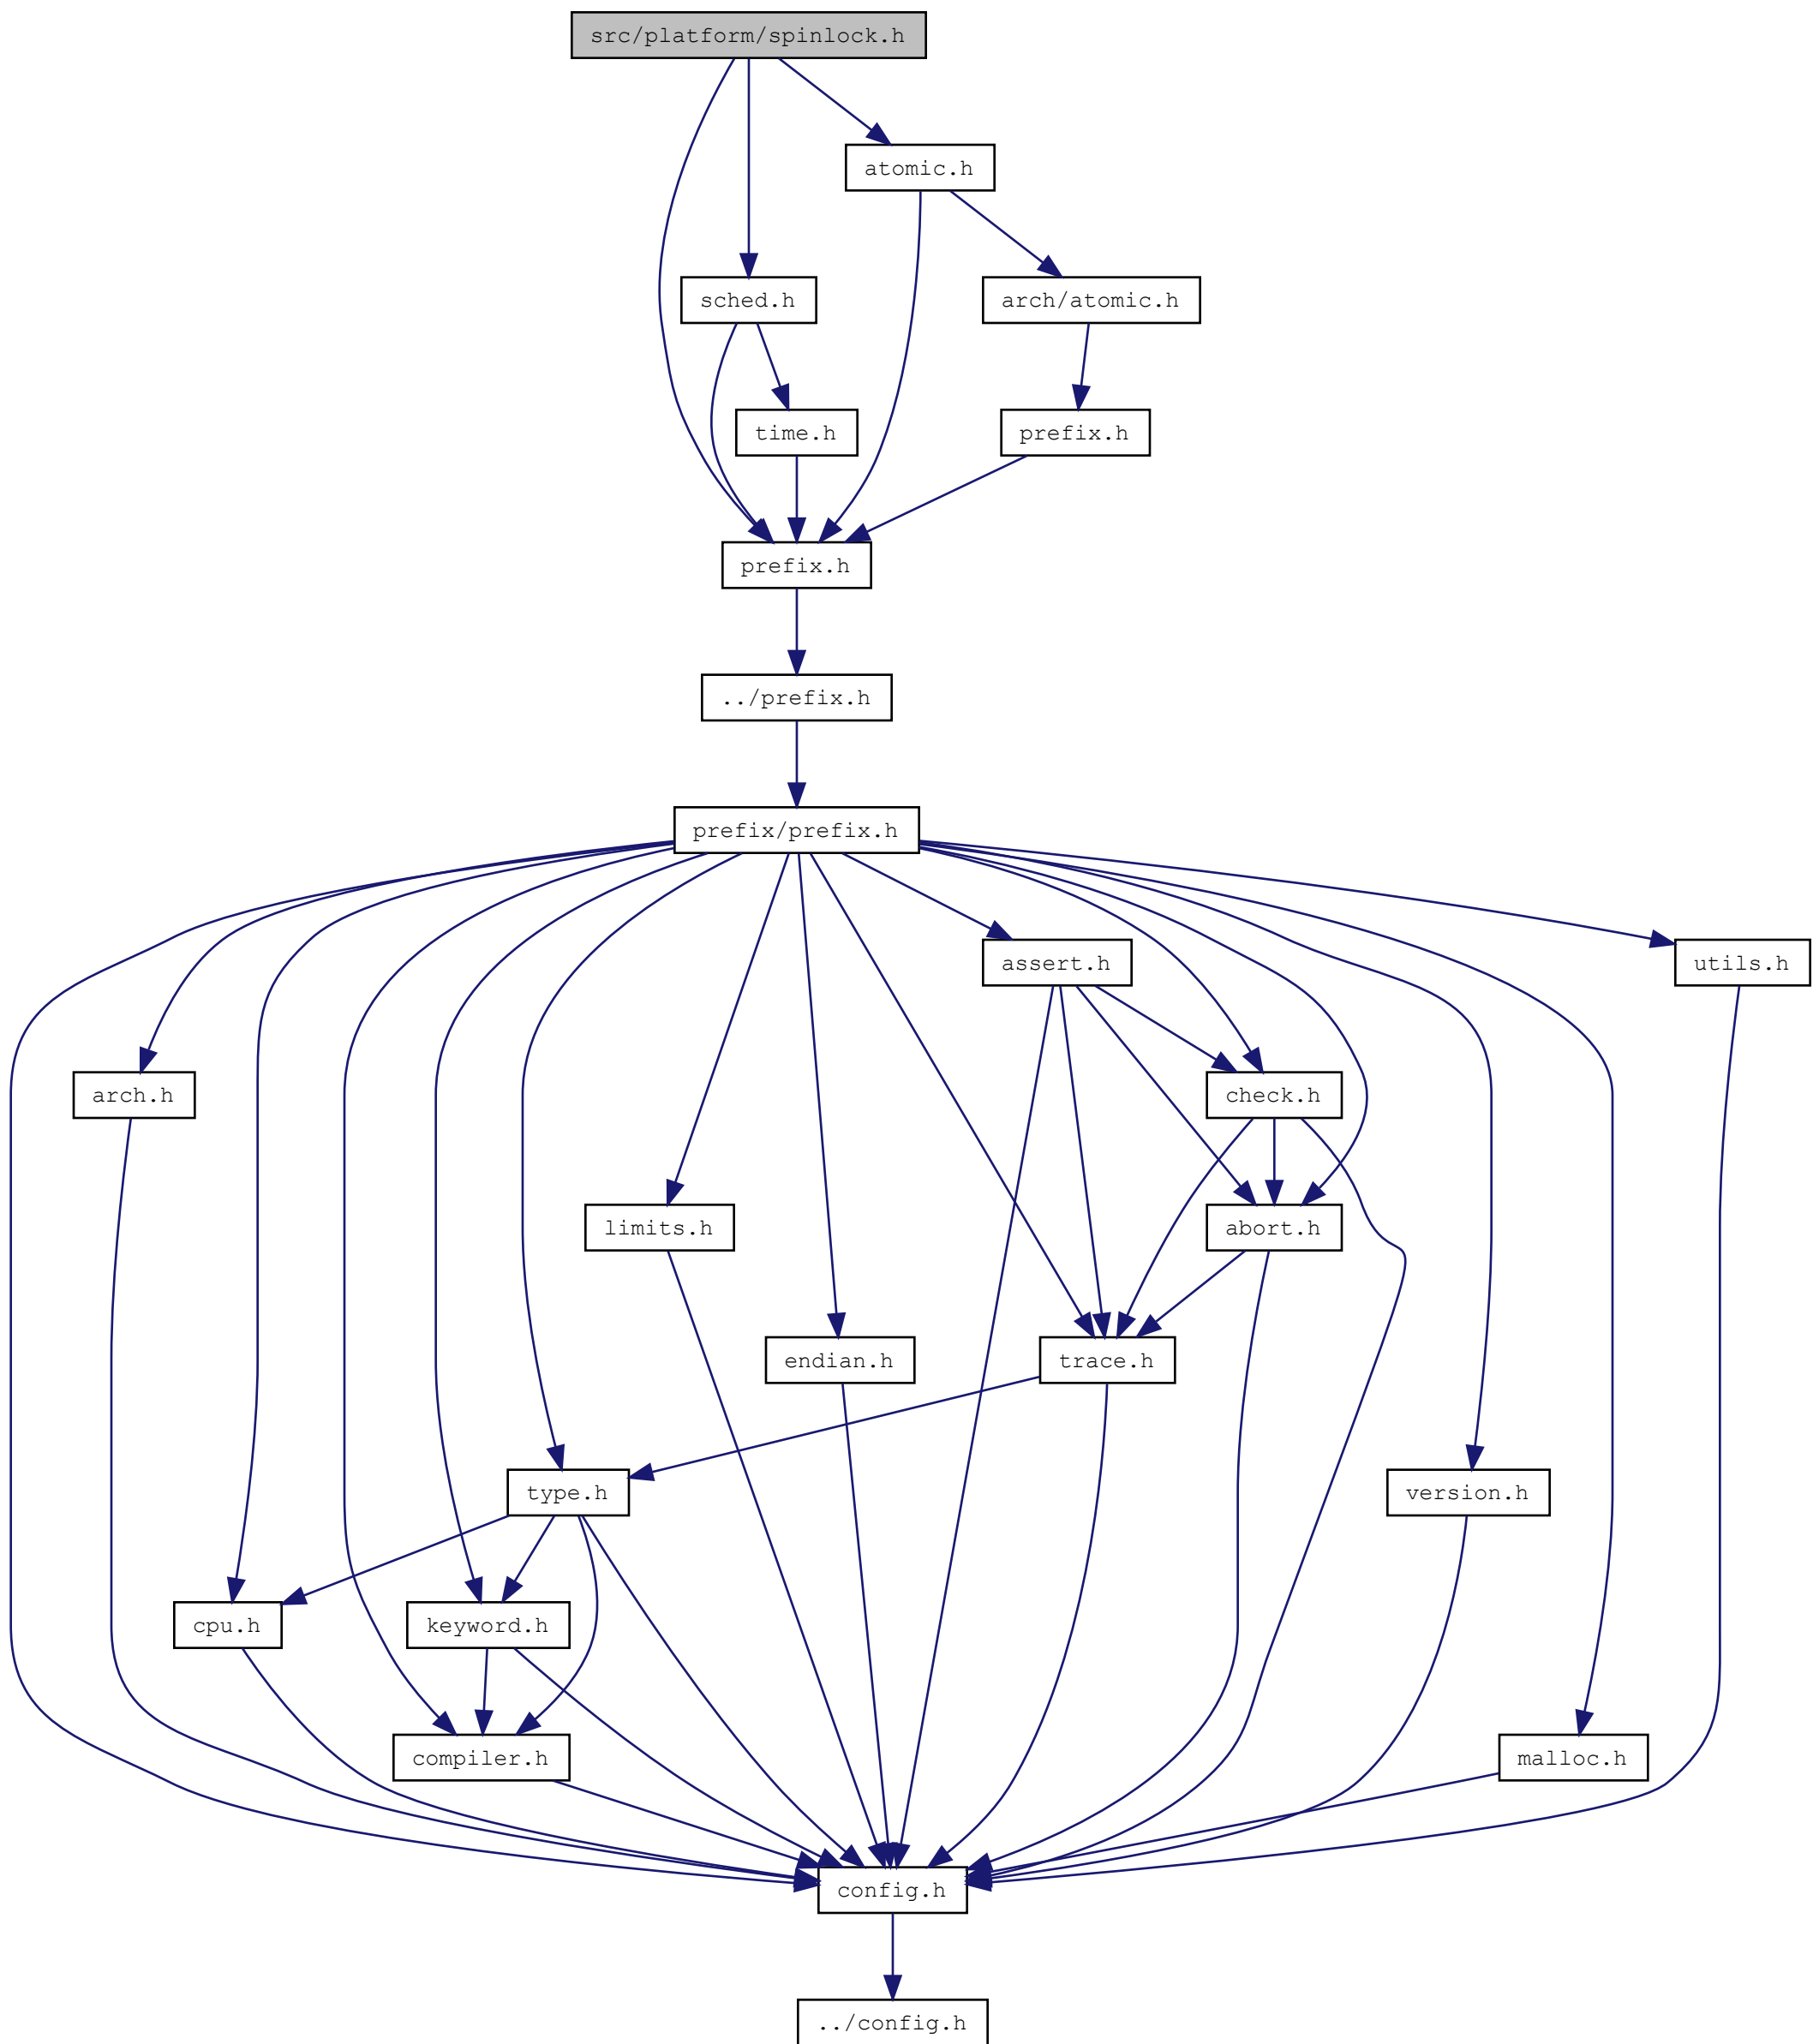 src/platform/spinlock.h
atomic.h
sched.h
arch/atomic.h
time.h
prefix.h
prefix.h
../prefix.h
prefix/prefix.h
assert.h
utils.h
arch.h
check.h
limits.h
abort.h
endian.h
trace.h
type.h
version.h
cpu.h
keyword.h
compiler.h
malloc.h
config.h
../config.h